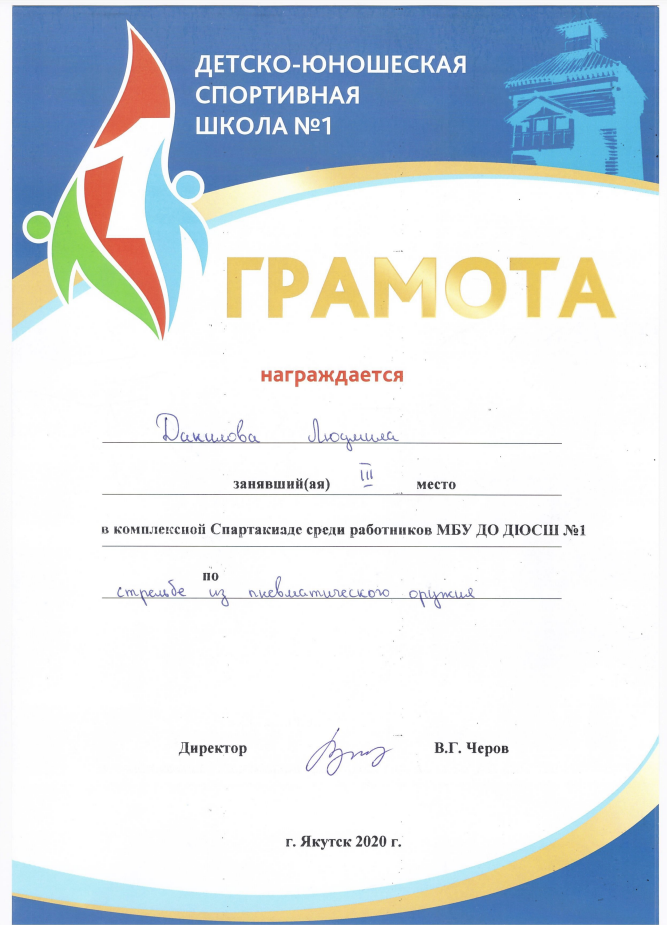 ДЕТСКО-ЮНОШЕСКАЯ
СПОРТИВНАЯ
ШКОЛА №1
1
ГРАМОТА
награждается
Данилова Людмила
занявший(ая) III место
в комплексной Спартакиаде среди работников МБУ ДО ДЮСШ №1
по
стрельбе из пневматического оружия
Директор В.Г. Черов
г. Якутск 2020 г.